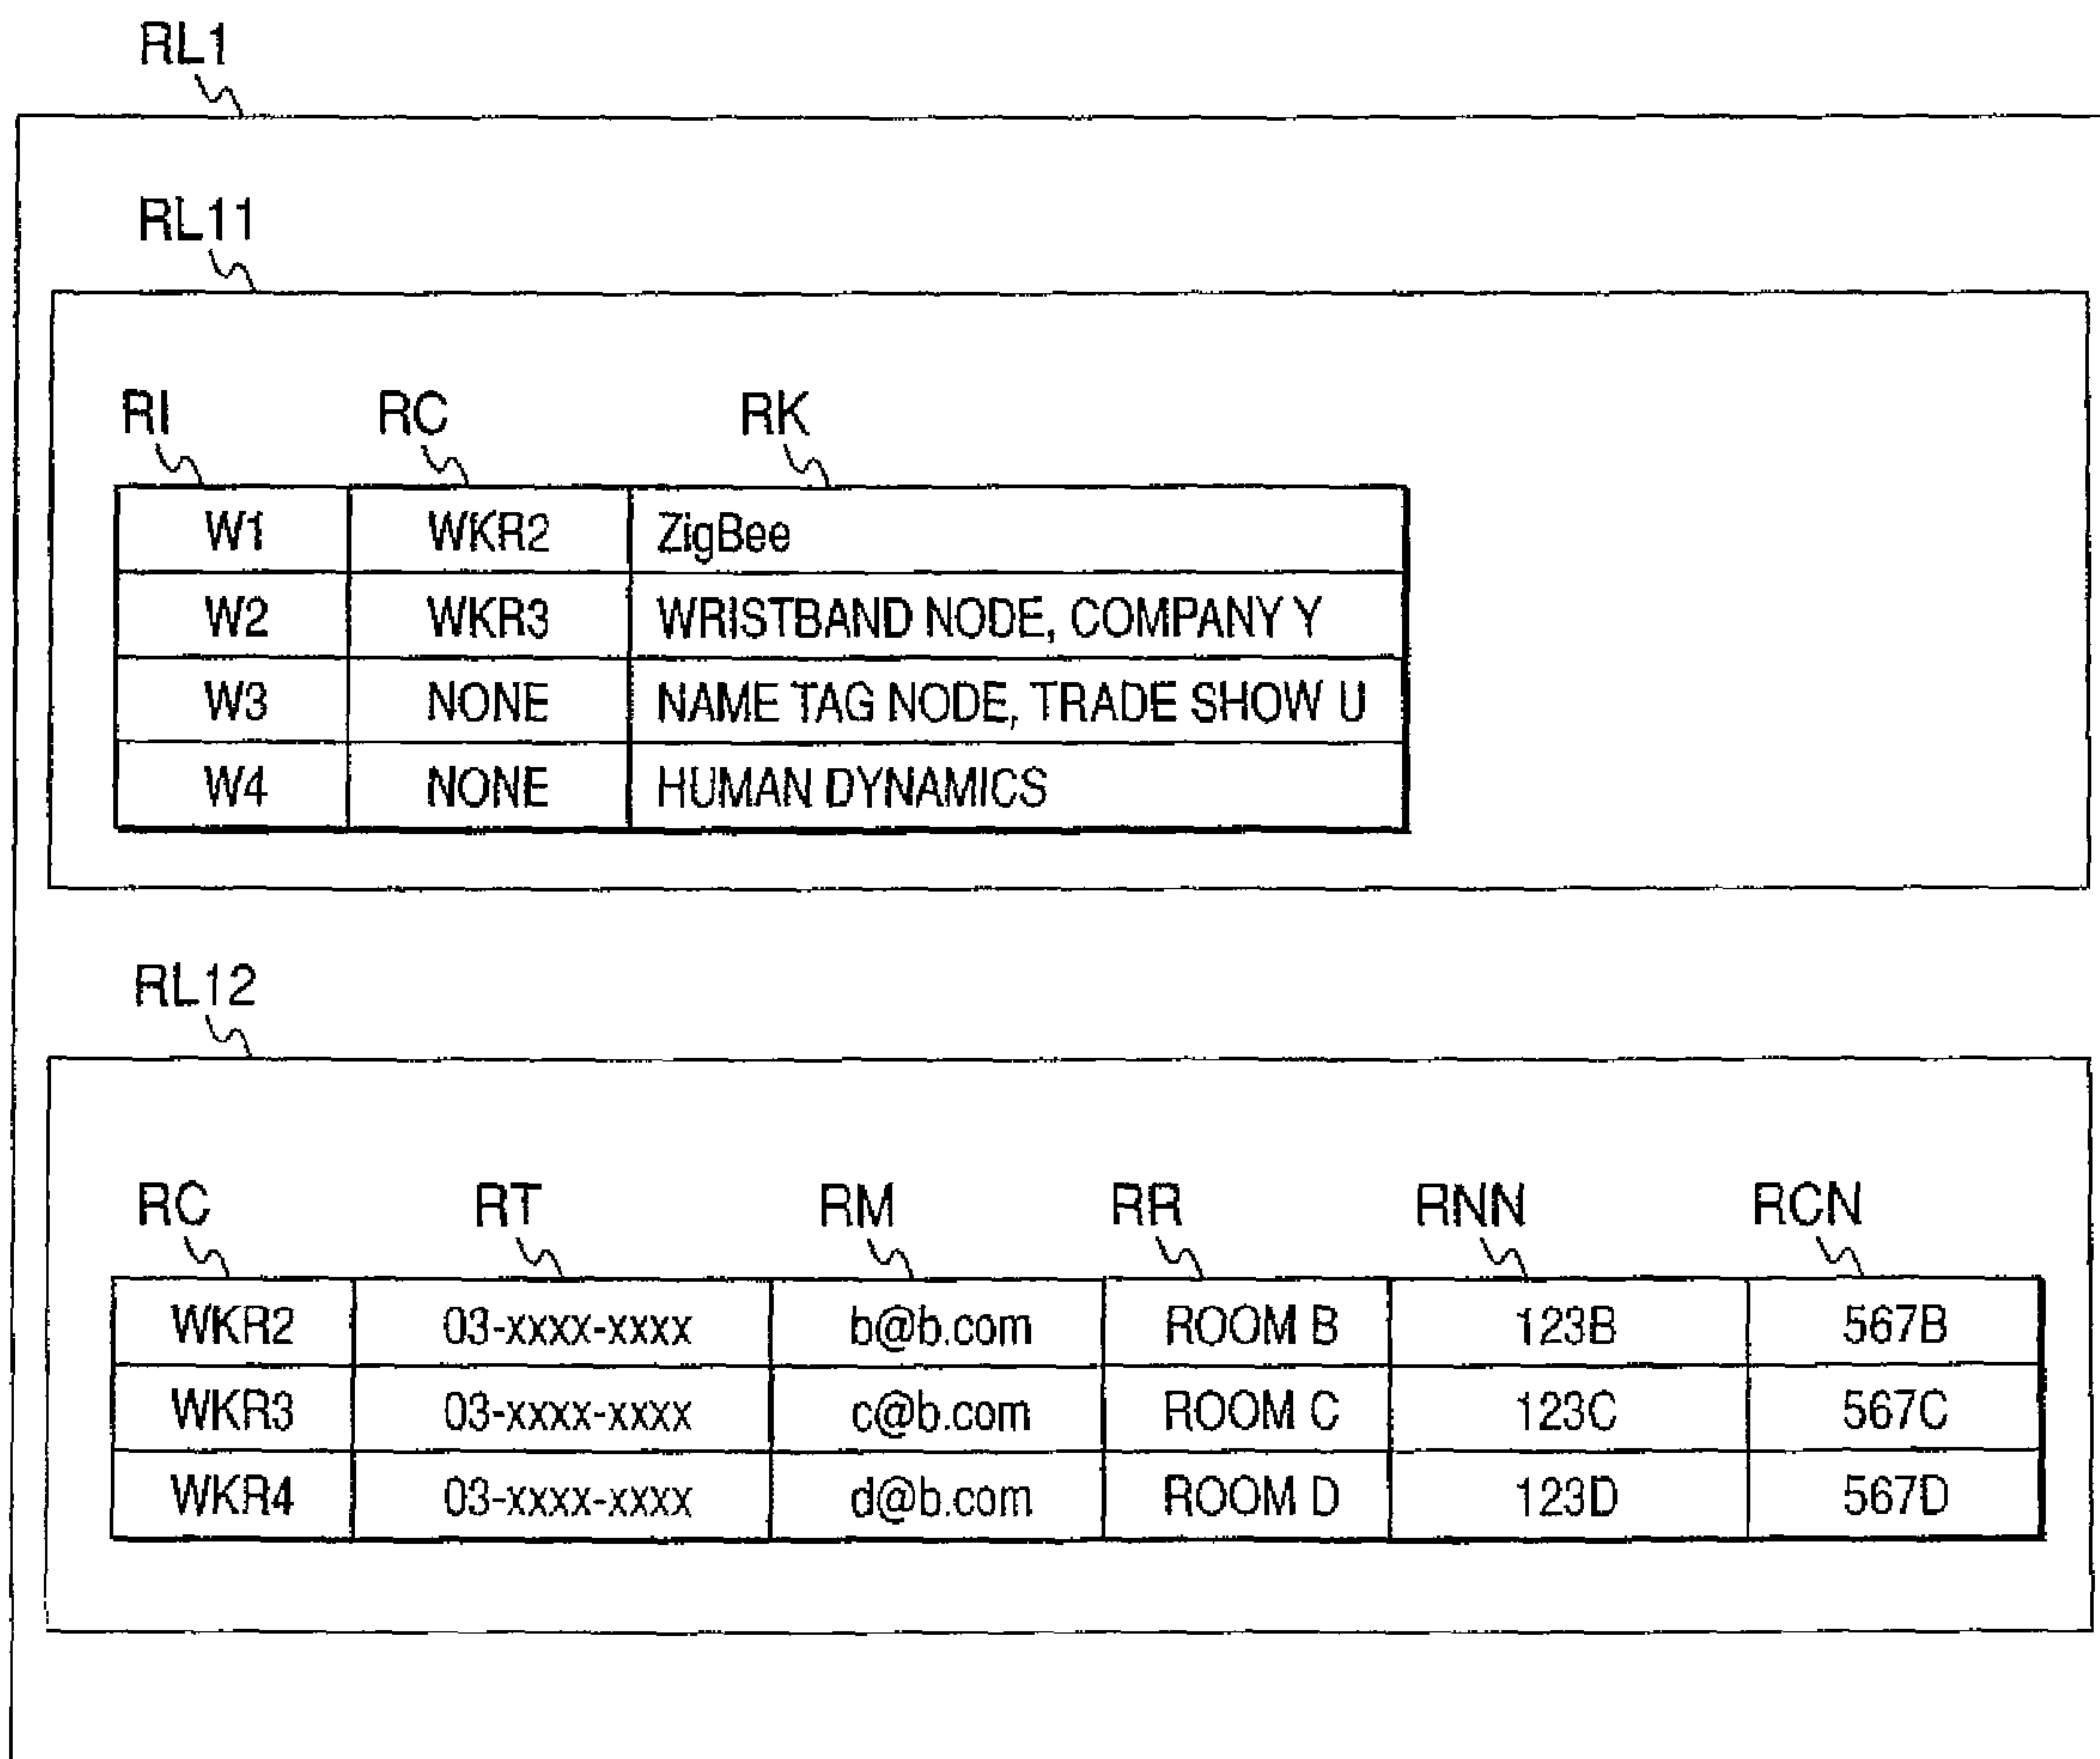 RL1
RL11
RI RC RK
W1 WKR2 ZigBee
W2 WKR3 WRISTBAND NODE, COMPANY Y
W3 NONE NAME TAG NODE, TRADE SHOW U
W4 NONE HUMAN DYNAMICS
RL12
RC RT RM RR RNN RCN
WKR2 03-xxxx-xxxx b@b.com ROOM B 123B 567B
WKR3 03-xxxx-xxxx c@b.com ROOM C 123C 567C
WKR4 03-xxxx-xxxx d@b.com ROOM D 123D 567D